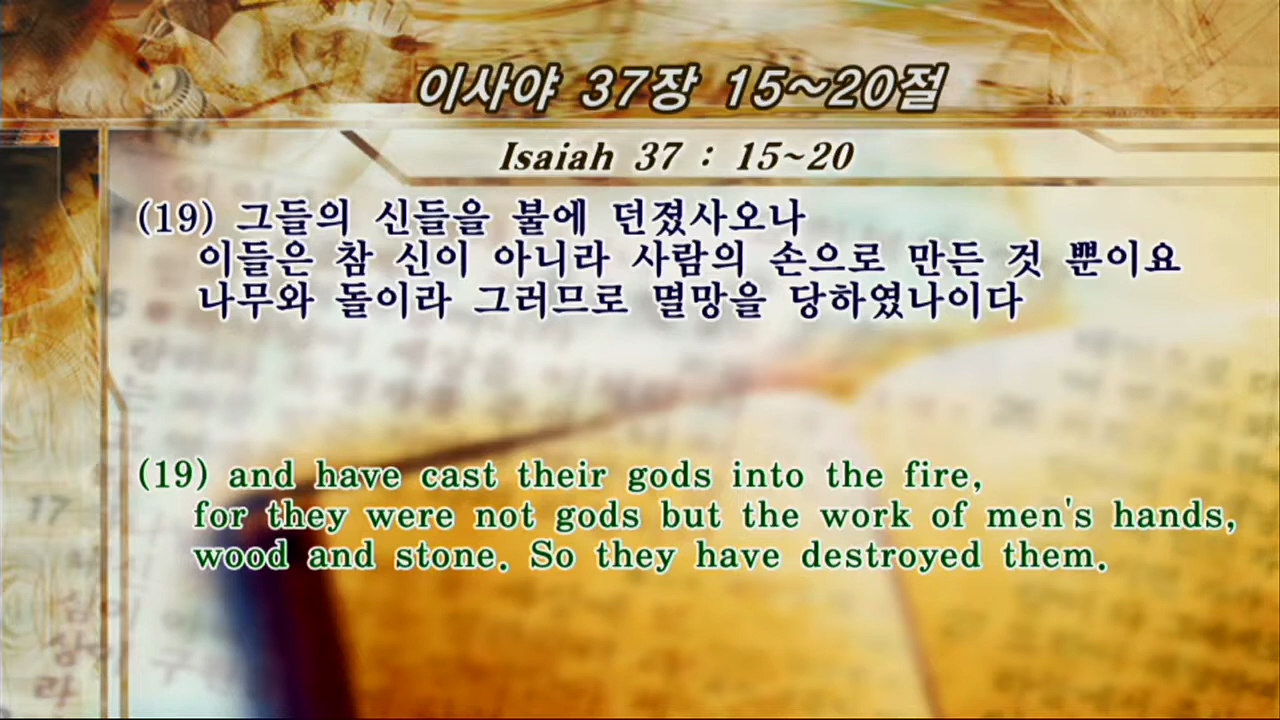 이사야 37장 15~20절
Isaiah 37 : 15~20
(19) 그들의 신들을 불에 던졌사오나
이들은 참 신이 아니라 사람의 손으로 만든 것 뿐이요
나무와 돌이라 그러므로 멸망을 당하였나이다
(19) and have cast their gods into the fire,
for they were not gods but the work of men's hands,
wood and stone. So they have destroyed them.
17